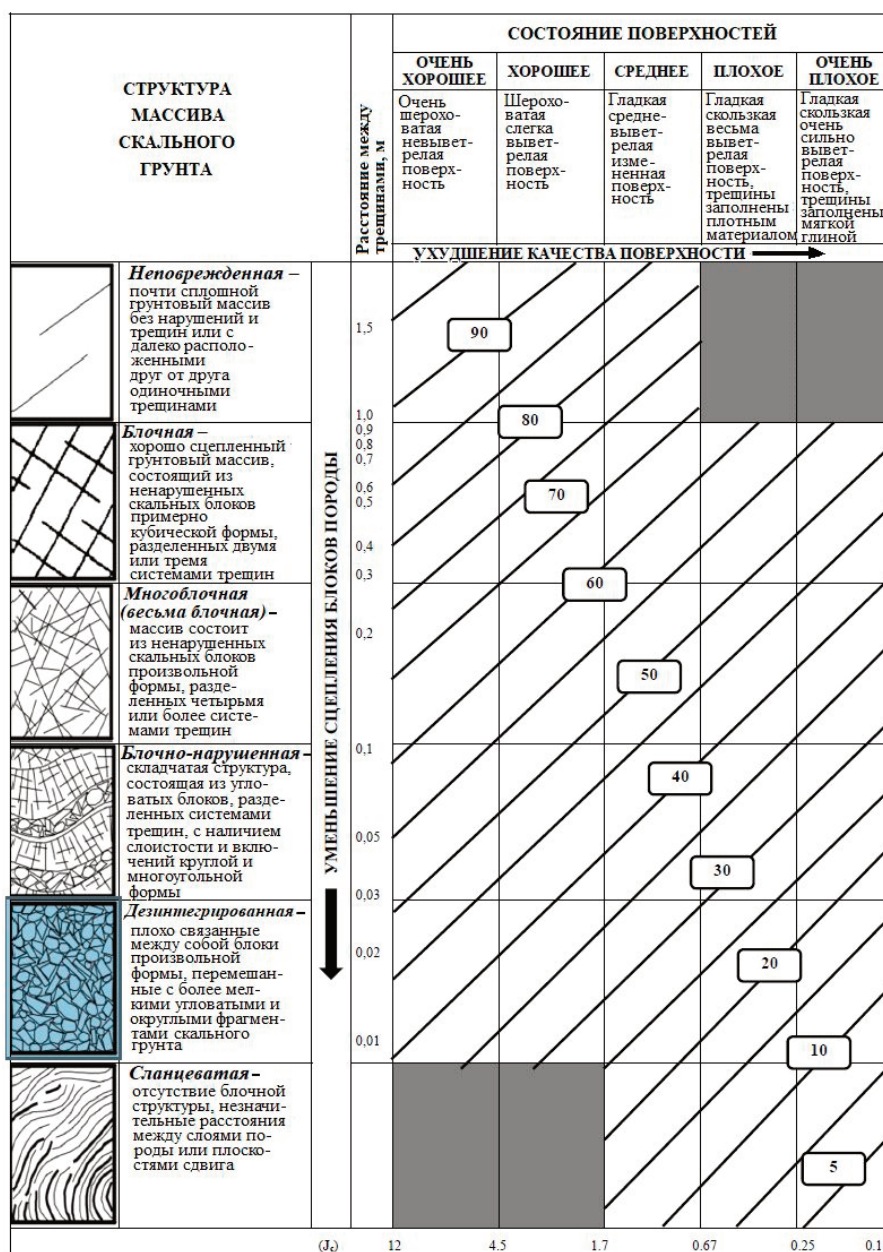 СТРУКТУРА
МАССИВА
СКАЛЬНОГО
ГРУНТА
Расстояние между
трещинами, м
СОСТОЯНИЕ ПОВЕРХНОСТЕЙ
ОЧЕНЬ
ХОРОШЕЕ
ХОРОШЕЕ
СРЕДНЕЕ
ПЛОХОЕ
ОЧЕНЬ
ПЛОХОЕ
Очень
шерохо-
ватая
невывет-
релая
поверх-
ность
Шерохо-
ватая
слегка
вывет-
релая
поверх-
ность
Гладкая
средне-
вывет-
релая
изме-
ненная
поверх-
ность
Гладкая
скользкая
весьма
вывет-
релая
поверх-
ность,
трещины
заполнены
плотным
материалом
Гладкая
скользкая
очень
сильно
вывет-
релая
поверх-
ность,
трещины
заполнены
мягкой
глиной
УХУДШЕНИЕ КАЧЕСТВА ПОВЕРХНОСТИ
Неповрежденная –
почти сплошной
грунтовый массив
без нарушений и
трещин или с
далеко располо-
женными
друг от друга
одиночными
трещинами
Блочная –
хорошо сцепленный
грунтовый массив,
состоящий из
ненарушенных
скальных блоков
примерно
кубической формы,
разделенных двумя
или тремя
системами трещин
Многоблочная
(весьма блочная) –
массив состоит
из ненарушенных
скальных блоков
произвольной
формы, разде-
ленных четырьмя
или более систе-
мами трещин
Блочно-нарушенная –
складчатая структура,
состоящая из угло-
ватых блоков, разде-
ленных системами
трещин, с наличием
слоистости и вклю-
чений круглой и
многоугольной
формы
Дезинтегрированная –
плохо связанные
между собой блоки
произвольной
формы, перемешан-
ные с более мел-
кими угловатыми и
округлыми фрагмен-
тами скального
грунта
Сланцеватая –
отсутствие блочной
структуры, незначи-
тельные расстояния
между слоями по-
роды или плоско-
стями сдвига
УМЕНЬШЕНИЕ СЦЕПЛЕНИЯ БЛОКОВ ПОРОДЫ
1,5
1,0
0,9
0,8
0,7
0,6
0,5
0,4
0,3
0,2
0,1
0,05
0,03
0,02
0,01
90
80
70
60
50
40
30
20
10
5
(Jc) 12 4.5 1.7 0.67 0.25 0.1